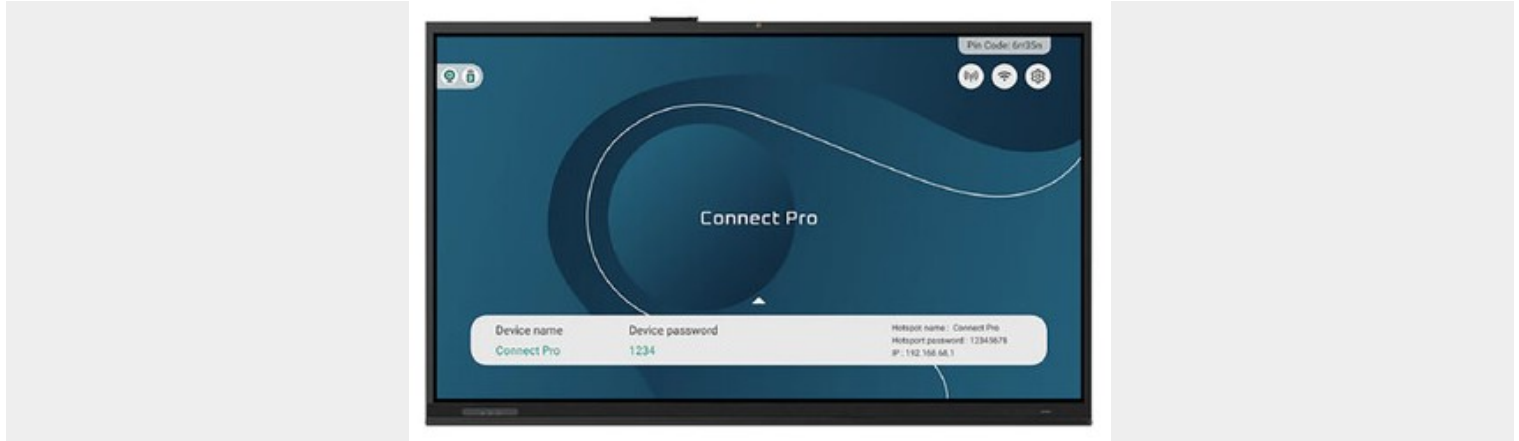 Pin Code: 6rr35n
Connect Pro
Device name
Connect Pro
Device password
1234
Hotspot name : Connect Pro
Hotsport password : 12345678
IP : 192.168.68.1